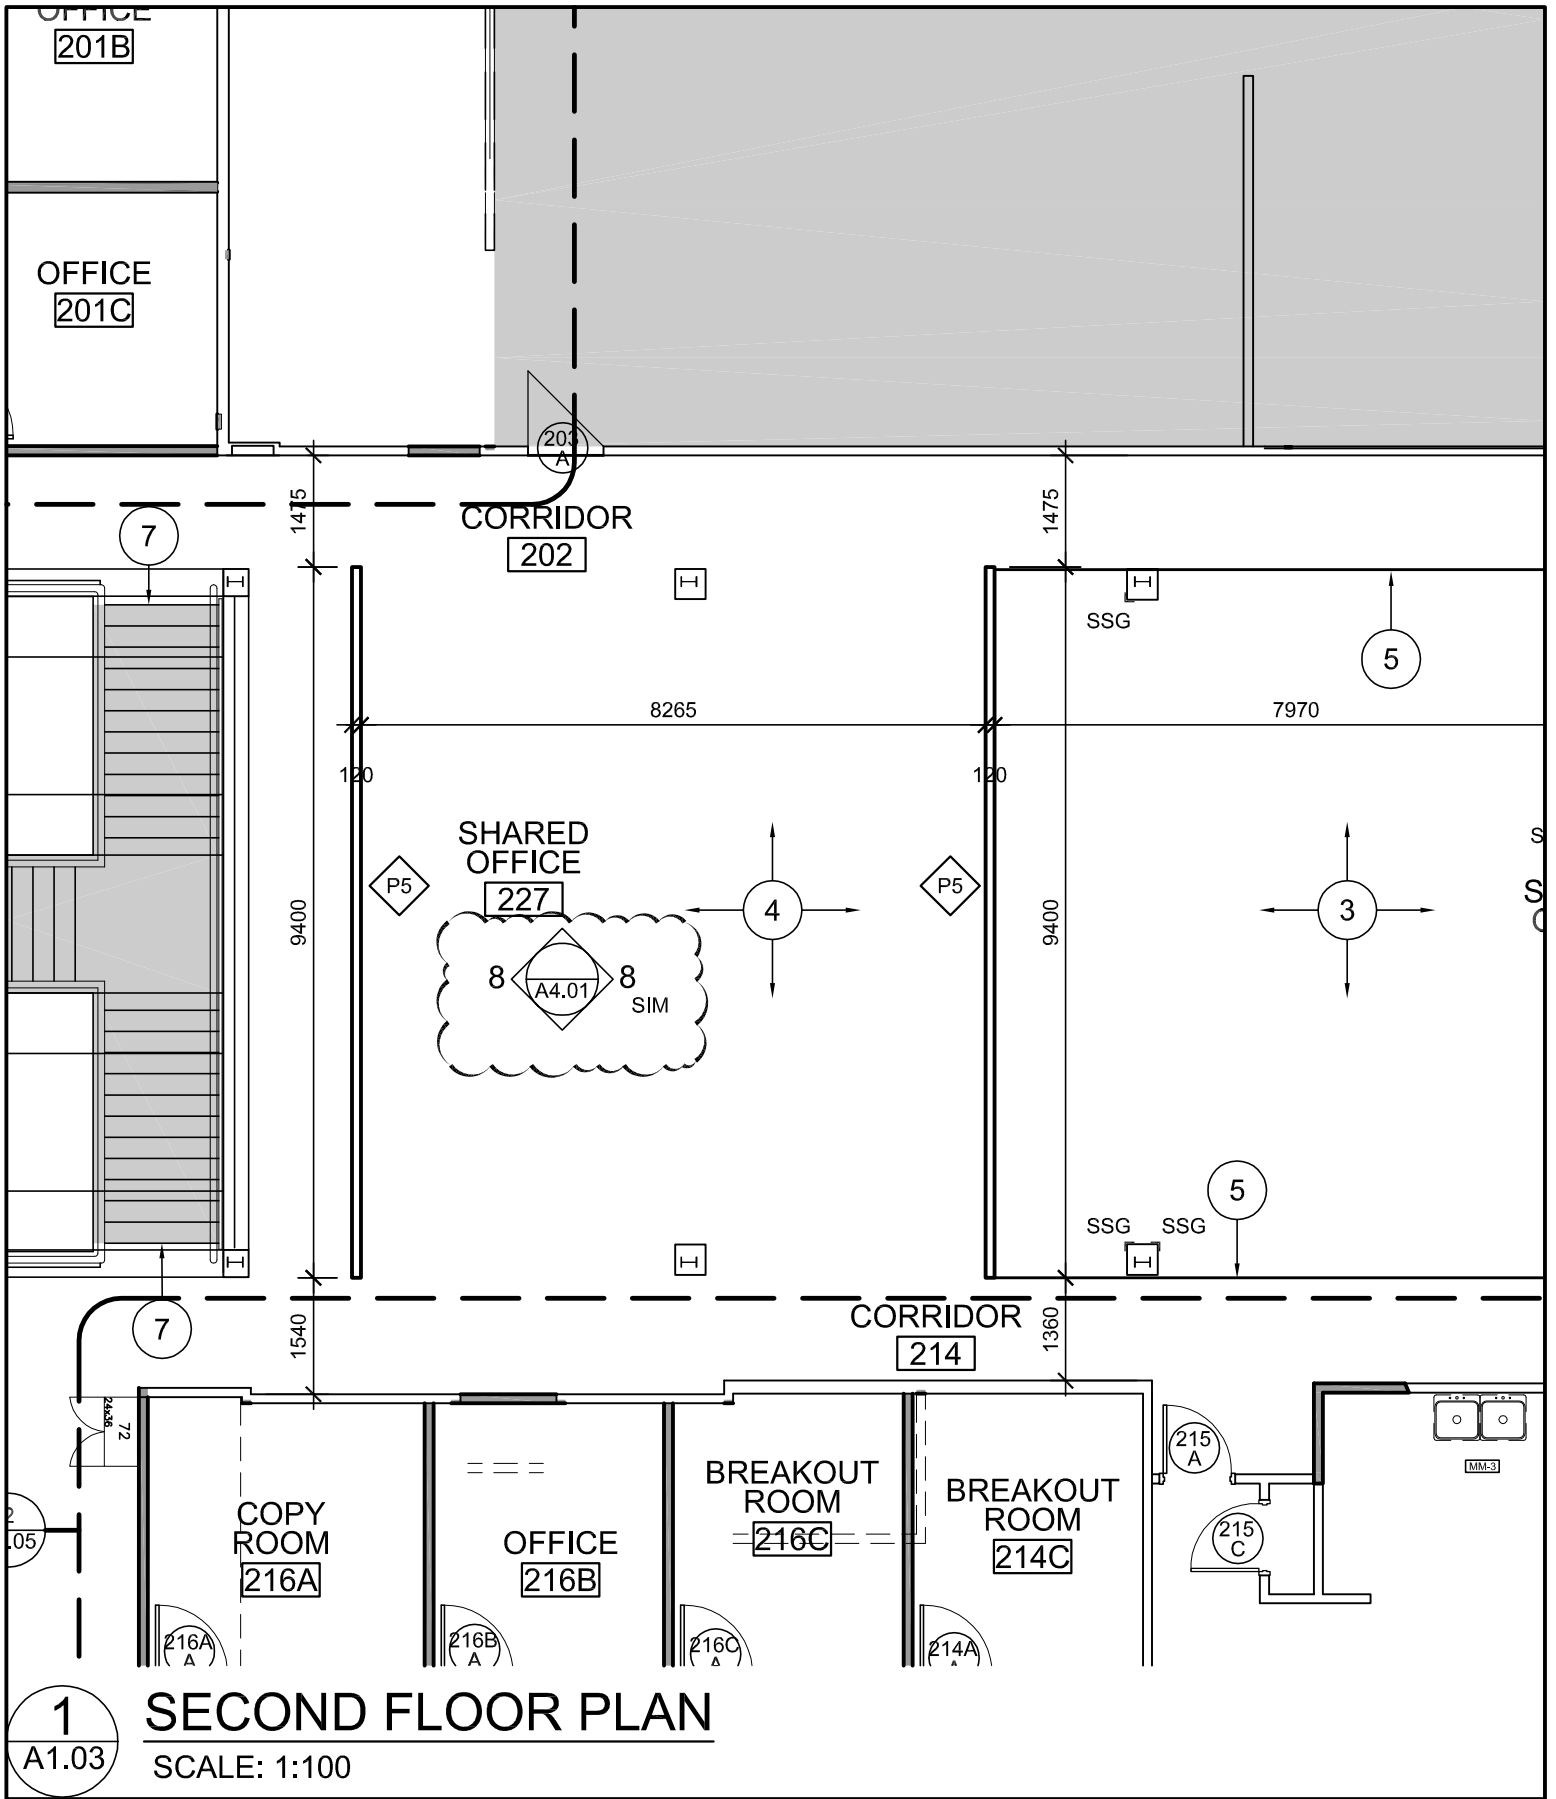 OFFICE
201B
OFFICE
201C
203
A
1475
CORRIDOR
202
1475
7
SSG
5
8265
7970
120
120
SHARED
OFFICE
227
P5
P5
4
3
9400
9400
8
A4.01
8
SIM
5
SSG
SSG
7
1540
CORRIDOR
214
1360
24x36
72
215
A
MM-3
BREAKOUT
ROOM
216C
BREAKOUT
ROOM
214C
COPY
ROOM
216A
OFFICE
216B
215
C
.05
216A
A
216B
A
216C
A
214A
A
1
A1.03
SECOND FLOOR PLAN
SCALE: 1:100